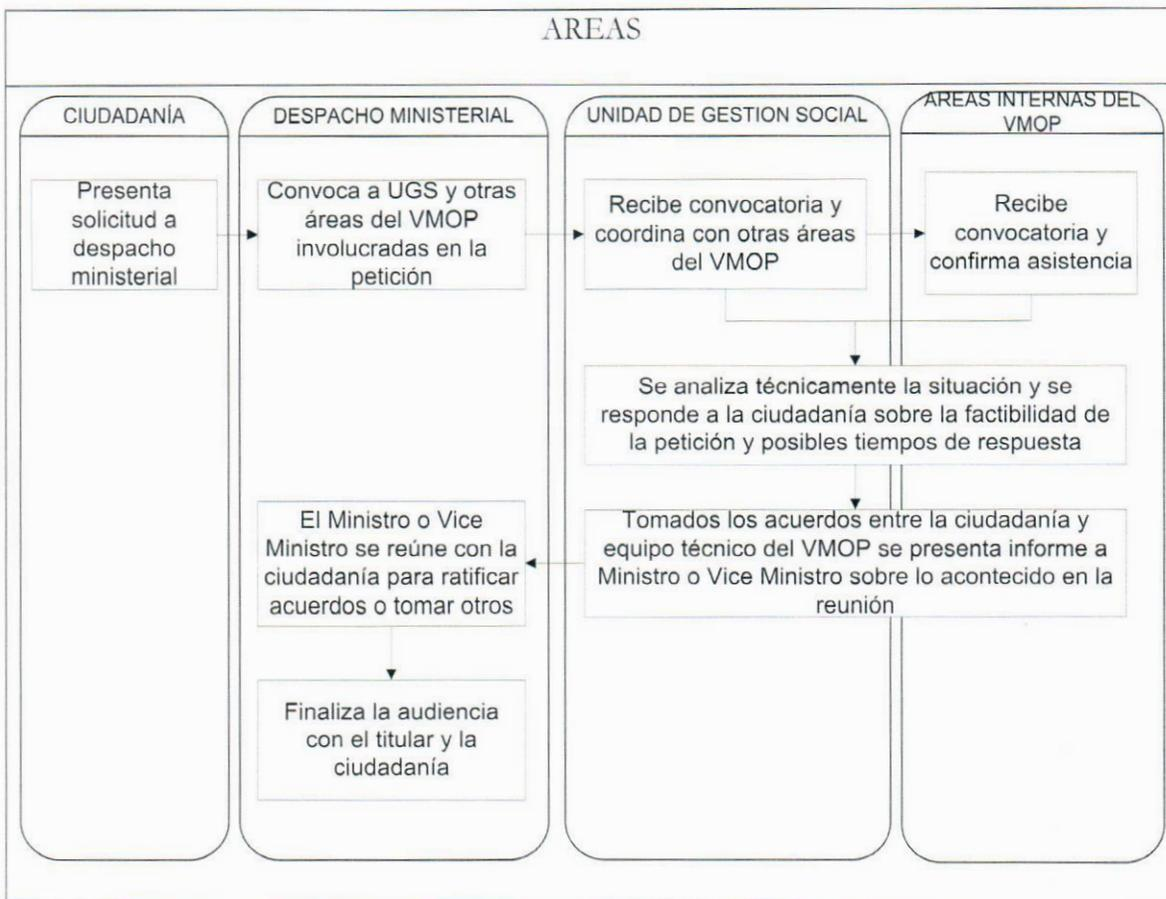 AREAS
CIUDADANÍA
DESPACHO MINISTERIAL
UNIDAD DE GESTION SOCIAL
AREAS INTERNAS DEL
VMOP
Presenta
solicitud a
despacho
ministerial
Convoca a UGS y otras
áreas del VMOP
involucradas en la
petición
Recibe convocatoria y
coordina con otras áreas
del VMOP
Recibe
convocatoria y
confirma asistencia
Se analiza técnicamente la situación y se
responde a la ciudadanía sobre la factibilidad de
la petición y posibles tiempos de respuesta
Tomados los acuerdos entre la ciudadanía y
equipo técnico del VMOP se presenta informe a
Ministro o Vice Ministro sobre lo acontecido en la
reunión
El Ministro o Vice
Ministro se reúne con la
ciudadanía para ratificar
acuerdos o tomar otros
Finaliza la audiencia
con el titular y la
ciudadanía